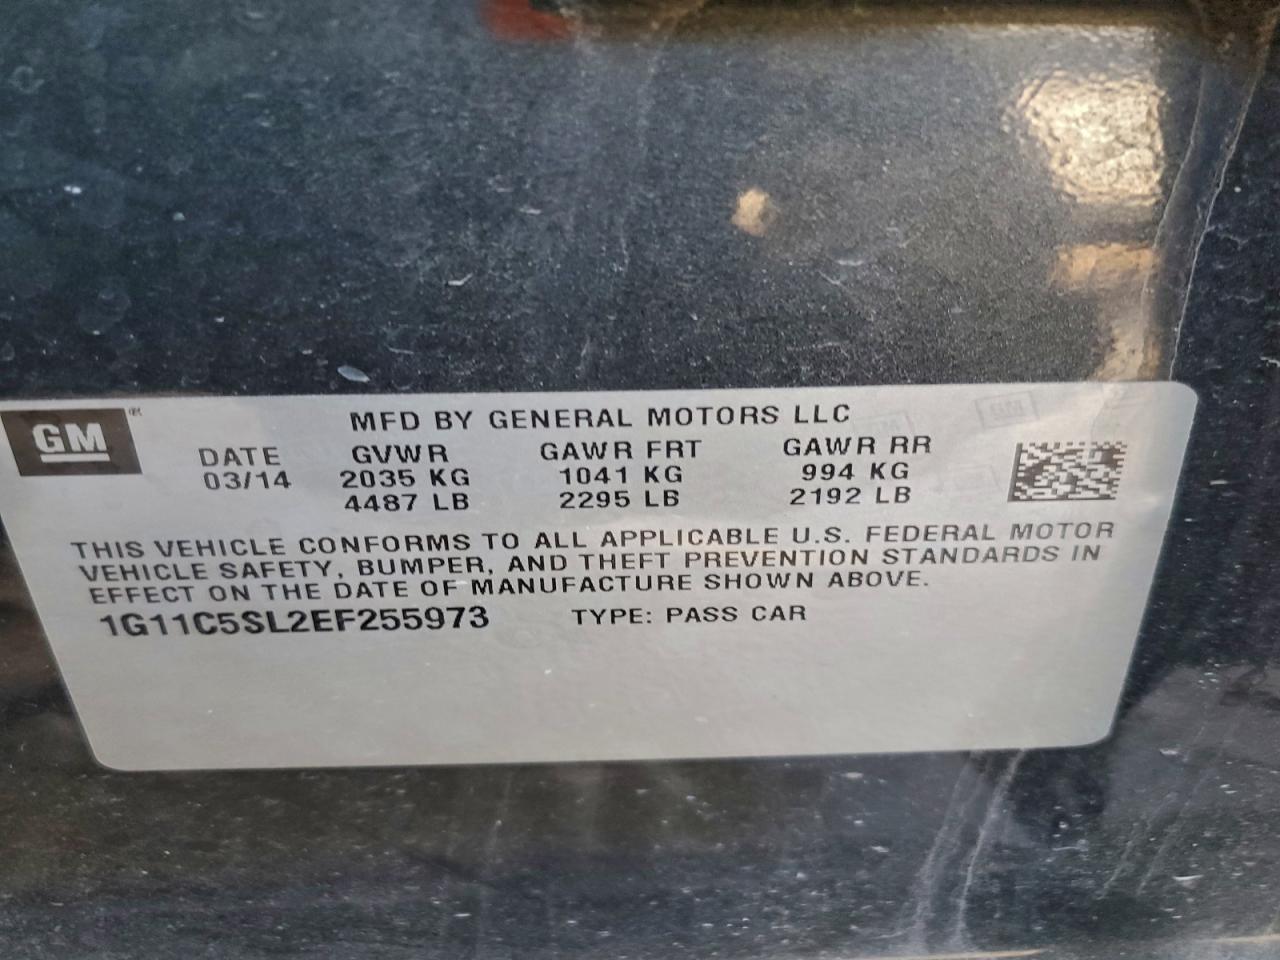 GM®
MFD BY GENERAL MOTORS LLC
DATE GVWR GAWR FRT GAWR RR
03/14 2035 KG 1041 KG 994 KG
4487 LB 2295 LB 2192 LB
THIS VEHICLE CONFORMS TO ALL APPLICABLE U.S. FEDERAL MOTOR
VEHICLE SAFETY, BUMPER, AND THEFT PREVENTION STANDARDS IN
EFFECT ON THE DATE OF MANUFACTURE SHOWN ABOVE.
1G11C5SL2EF255973 TYPE: PASS CAR